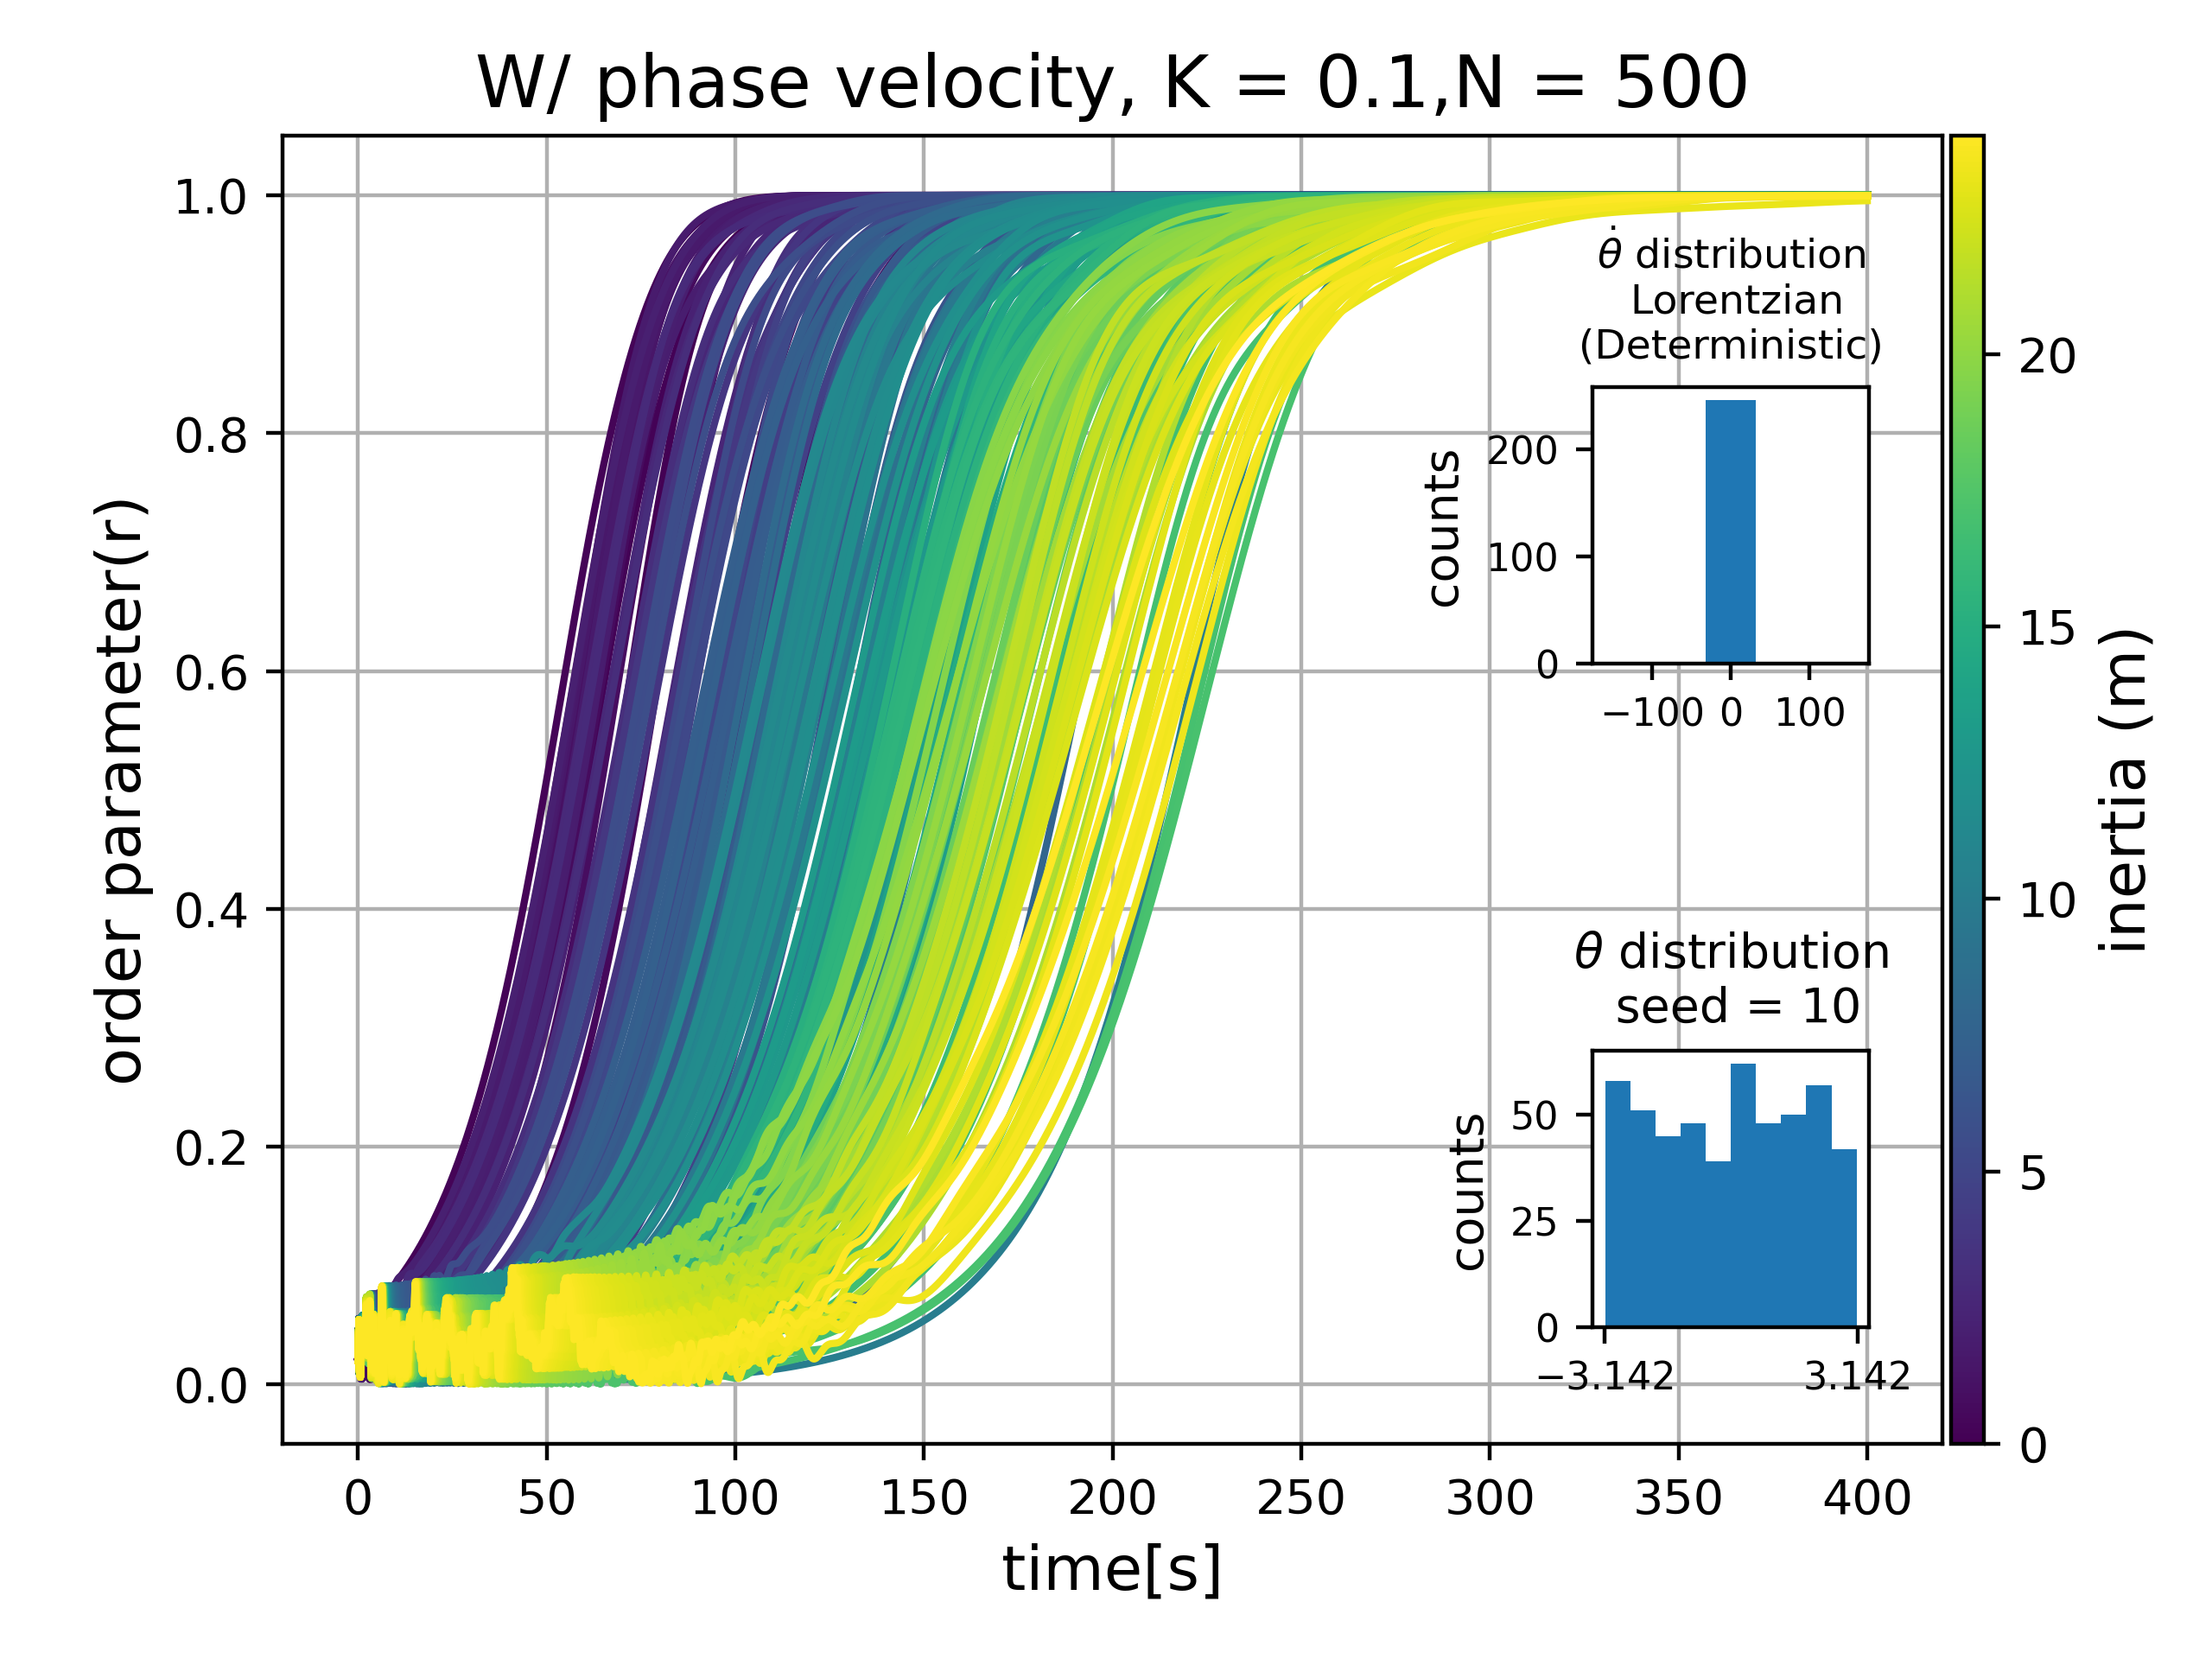 W/ phase velocity, K = 0.1,N = 500
order parameter(r)
1.0
0.8
0.6
0.4
0.2
0.0
0 50 100 150 200 250 300 350 400
time[s]
θ̇ distribution
Lorentzian
(Deterministic)
counts
200
100
0
−100 0 100
θ distribution
seed = 10
counts
50
25
0
−3.142 3.142
20
15
10
5
0
inertia (m)